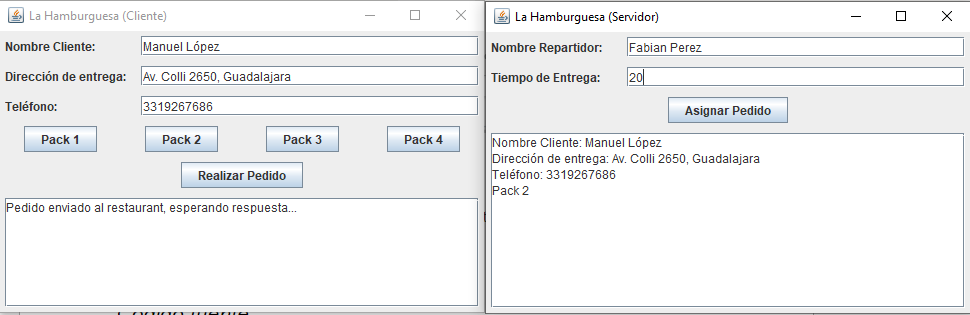 La Hamburguesa (Cliente)
Nombre Cliente: Manuel López
Dirección de entrega: Av. Colli 2650, Guadalajara
Teléfono: 3319267686
Pack 1 Pack 2 Pack 3 Pack 4
Realizar Pedido
Pedido enviado al restaurant, esperando respuesta...
La Hamburguesa (Servidor)
Nombre Repartidor: Fabian Perez
Tiempo de Entrega: 20
Asignar Pedido
Nombre Cliente: Manuel López
Dirección de entrega: Av. Colli 2650, Guadalajara
Teléfono: 3319267686
Pack 2